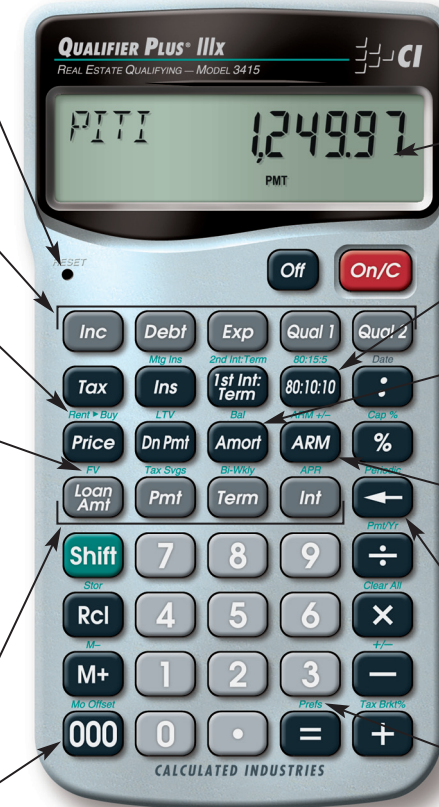 QUALIFIER PLUS® IIIx
REAL ESTATE QUALIFYING — MODEL 3415
CI
PITI 1,249.97
PMT
RESET
Off On/C
Inc Debt Exp Qual 1 Qual 2
Mtg Ins 2nd Int:Term 80:15:5 Date
Tax Ins 1st Int: Term 80:10:10 :
Rent ► Buy LTV Bal ARM +/– Cap %
Price Dn Pmt Amort ARM %
FV Tax Svgs Bi-Wkly APR Periodic
Loan Amt Pmt Term Int ←
Pmt/Yr
Shift 7 8 9 ÷
Stor Clear All
Rcl 4 5 6 ×
M– +/–
M+ 1 2 3 –
Mo Offset Prefs Tax Brkt%
000 0 • = +
CALCULATED INDUSTRIES